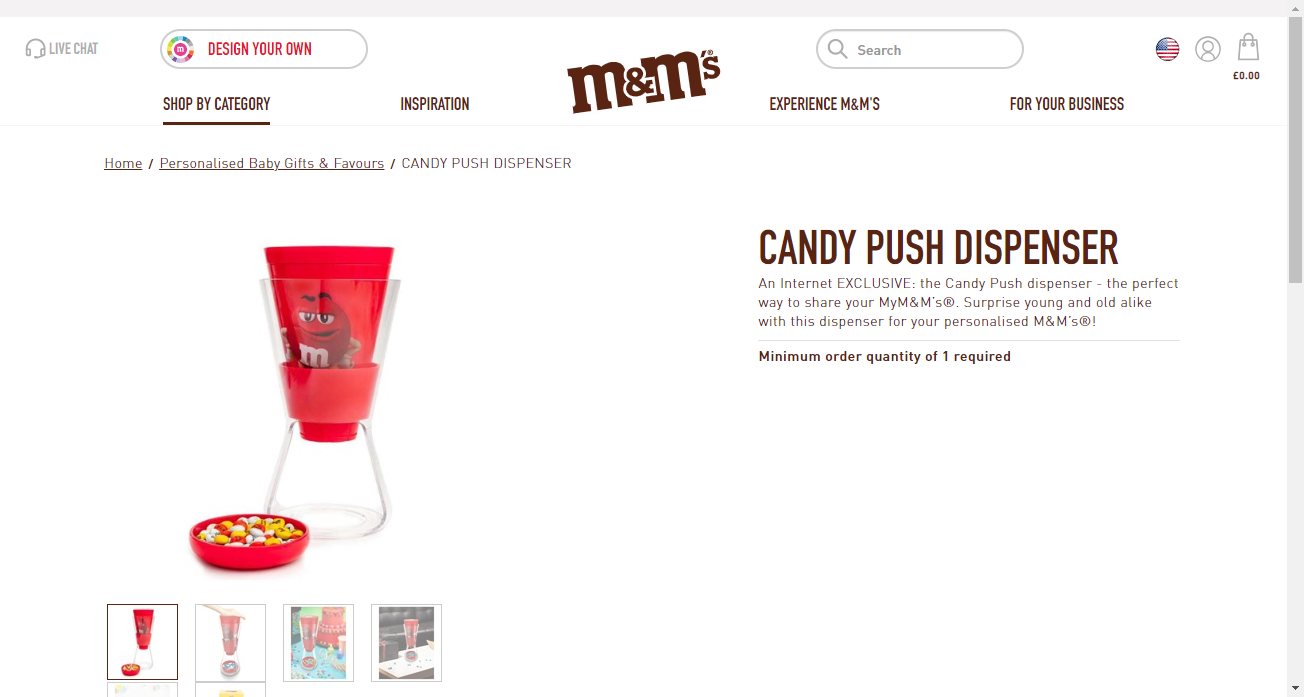 LIVE CHAT
DESIGN YOUR OWN
Search
£0.00
m&m's®
SHOP BY CATEGORY
INSPIRATION
EXPERIENCE M&M'S
FOR YOUR BUSINESS
Home / Personalised Baby Gifts & Favours / CANDY PUSH DISPENSER
CANDY PUSH DISPENSER
An Internet EXCLUSIVE: the Candy Push dispenser - the perfect
way to share your MyM&M's®. Surprise young and old alike
with this dispenser for your personalised M&M's®!
Minimum order quantity of 1 required
m